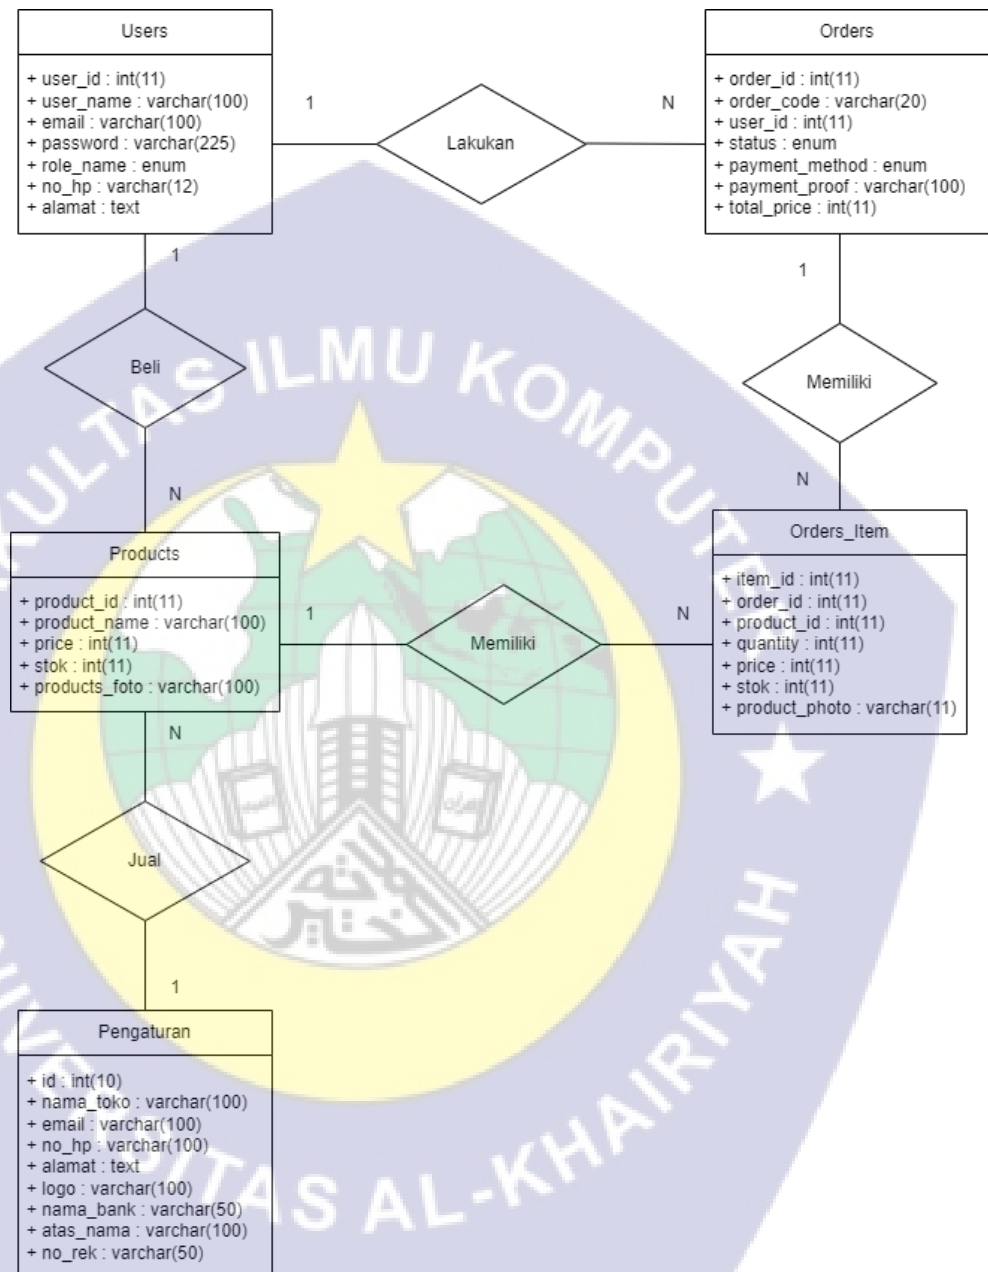 Users
+ user_id : int(11)
+ user_name : varchar(100)
+ email : varchar(100)
+ password : varchar(225)
+ role_name : enum
+ no_hp : varchar(12)
+ alamat : text
1
Lakukan
N
Orders
+ order_id : int(11)
+ order_code : varchar(20)
+ user_id : int(11)
+ status : enum
+ payment_method : enum
+ payment_proof : varchar(100)
+ total_price : int(11)
1
Beli
N
1
Memiliki
N
Products
+ product_id : int(11)
+ product_name : varchar(100)
+ price : int(11)
+ stok : int(11)
+ products_foto : varchar(100)
1
Memiliki
N
Orders_Item
+ item_id : int(11)
+ order_id : int(11)
+ product_id : int(11)
+ quantity : int(11)
+ price : int(11)
+ stok : int(11)
+ product_photo : varchar(11)
N
Jual
1
Pengaturan
+ id : int(10)
+ nama_toko : varchar(100)
+ email : varchar(100)
+ no_hp : varchar(100)
+ alamat : text
+ logo : varchar(100)
+ nama_bank : varchar(50)
+ atas_nama : varchar(100)
+ no_rek : varchar(50)
AKULTAS ILMU KOMPUTER
NIVERSITAS AL-KHAIRIYAH